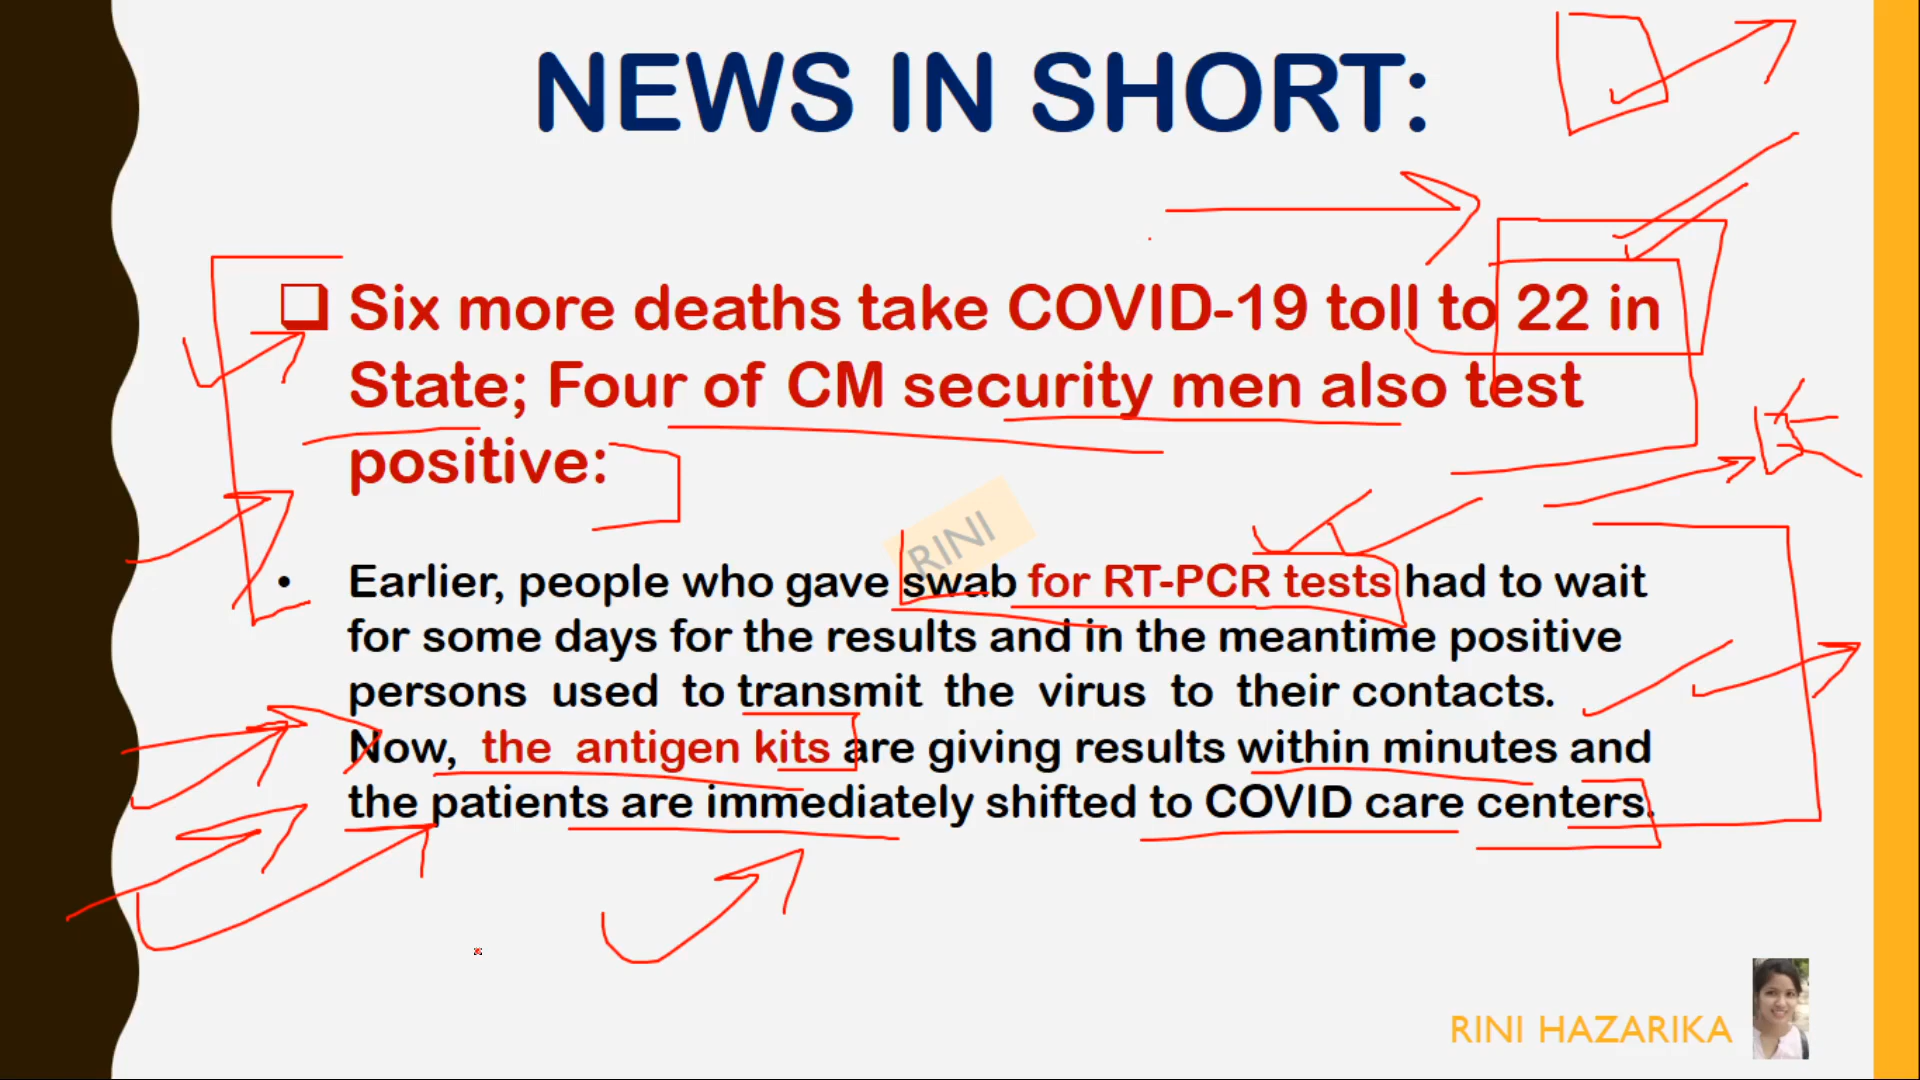 NEWS IN SHORT:
Six more deaths take COVID-19 toll to 22 in
State; Four of CM security men also test
positive:
RINI
• Earlier, people who gave swab for RT-PCR tests had to wait
for some days for the results and in the meantime positive
persons used to transmit the virus to their contacts.
Now, the antigen kits are giving results within minutes and
the patients are immediately shifted to COVID care centers.
RINI HAZARIKA